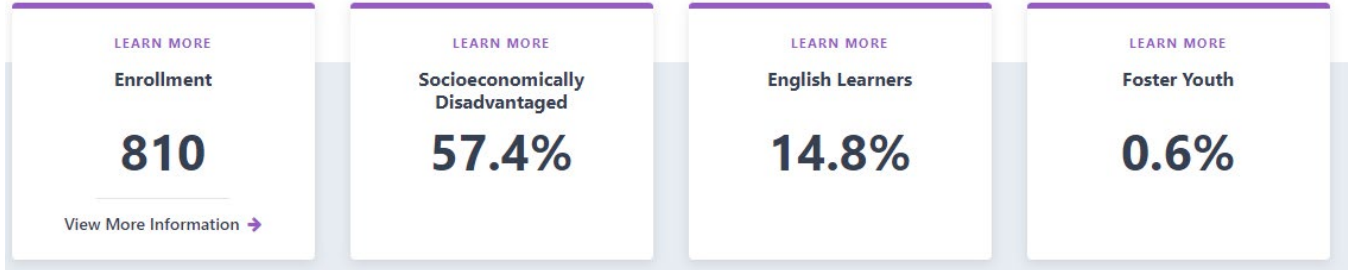 LEARN MORE
Enrollment
810
View More Information
LEARN MORE
Socioeconomically
Disadvantaged
57.4%
LEARN MORE
English Learners
14.8%
LEARN MORE
Foster Youth
0.6%